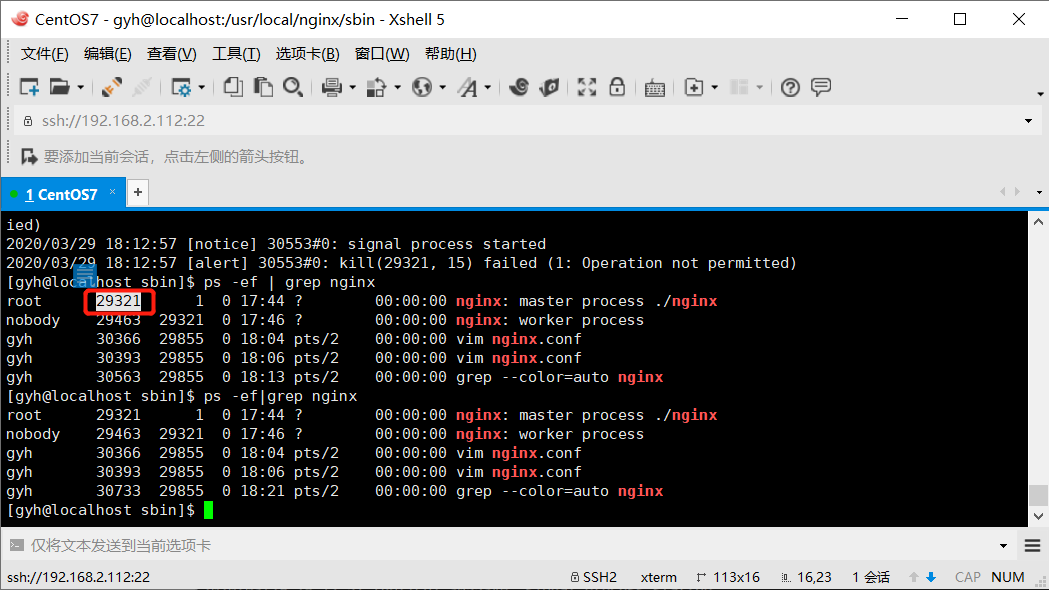 CentOS7 - gyh@localhost:/usr/local/nginx/sbin - Xshell 5
文件(F) 编辑(E) 查看(V) 工具(T) 选项卡(B) 窗口(W) 帮助(H)
ssh://192.168.2.112:22
要添加当前会话，点击左侧的箭头按钮。
1 CentOS7 × +
ied)
2020/03/29 18:12:57 [notice] 30553#0: signal process started
2020/03/29 18:12:57 [alert] 30553#0: kill(29321, 15) failed (1: Operation not permitted)
[gyh@localhost sbin]$ ps -ef | grep nginx
root 29321 1 0 17:44 ? 00:00:00 nginx: master process ./nginx
nobody 29463 29321 0 17:46 ? 00:00:00 nginx: worker process
gyh 30366 29855 0 18:04 pts/2 00:00:00 vim nginx.conf
gyh 30393 29855 0 18:06 pts/2 00:00:00 vim nginx.conf
gyh 30563 29855 0 18:13 pts/2 00:00:00 grep --color=auto nginx
[gyh@localhost sbin]$ ps -ef|grep nginx
root 29321 1 0 17:44 ? 00:00:00 nginx: master process ./nginx
nobody 29463 29321 0 17:46 ? 00:00:00 nginx: worker process
gyh 30366 29855 0 18:04 pts/2 00:00:00 vim nginx.conf
gyh 30393 29855 0 18:06 pts/2 00:00:00 vim nginx.conf
gyh 30733 29855 0 18:21 pts/2 00:00:00 grep --color=auto nginx
[gyh@localhost sbin]$
仅将文本发送到当前选项卡
ssh://192.168.2.112:22 SSH2 xterm 113x16 16,23 1 会话 CAP NUM